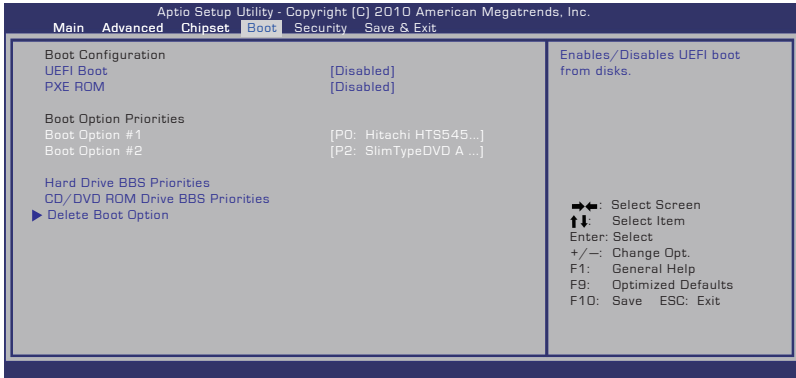 Aptio Setup Utility - Copyright (C) 2010 American Megatrends, Inc.
Main Advanced Chipset Boot Security Save & Exit
Boot Configuration
UEFI Boot [Disabled]
PXE ROM [Disabled]
Boot Option Priorities
Boot Option #1 [P0: Hitachi HTS545...]
Boot Option #2 [P2: SlimTypeDVD A ...]
Hard Drive BBS Priorities
CD/DVD ROM Drive BBS Priorities
Delete Boot Option
Enables/Disables UEFI boot
from disks.
→←: Select Screen
↑↓: Select Item
Enter: Select
+/—: Change Opt.
F1: General Help
F9: Optimized Defaults
F10: Save ESC: Exit